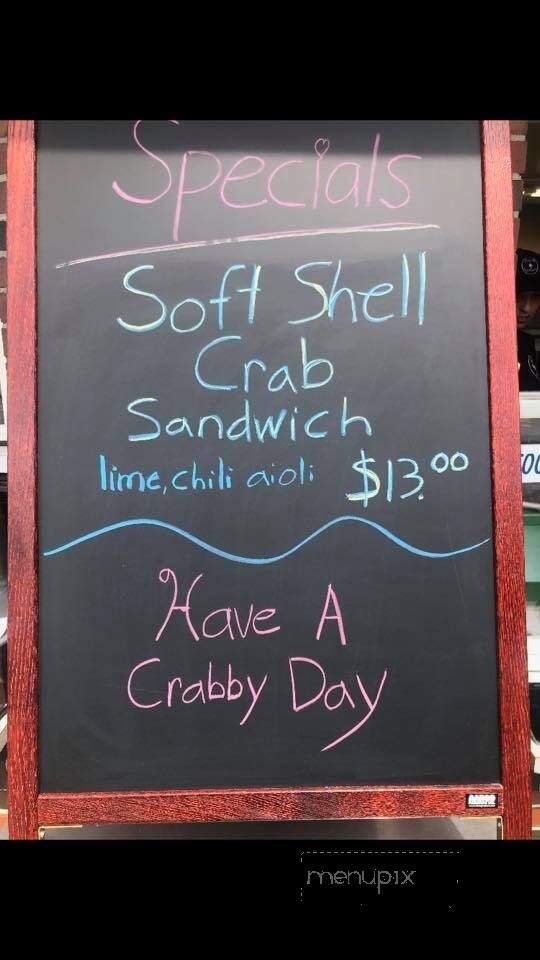 Specials
Soft Shell
Crab
Sandwich
lime, chili aioli $13.00
Have A
Crabby Day
menupix